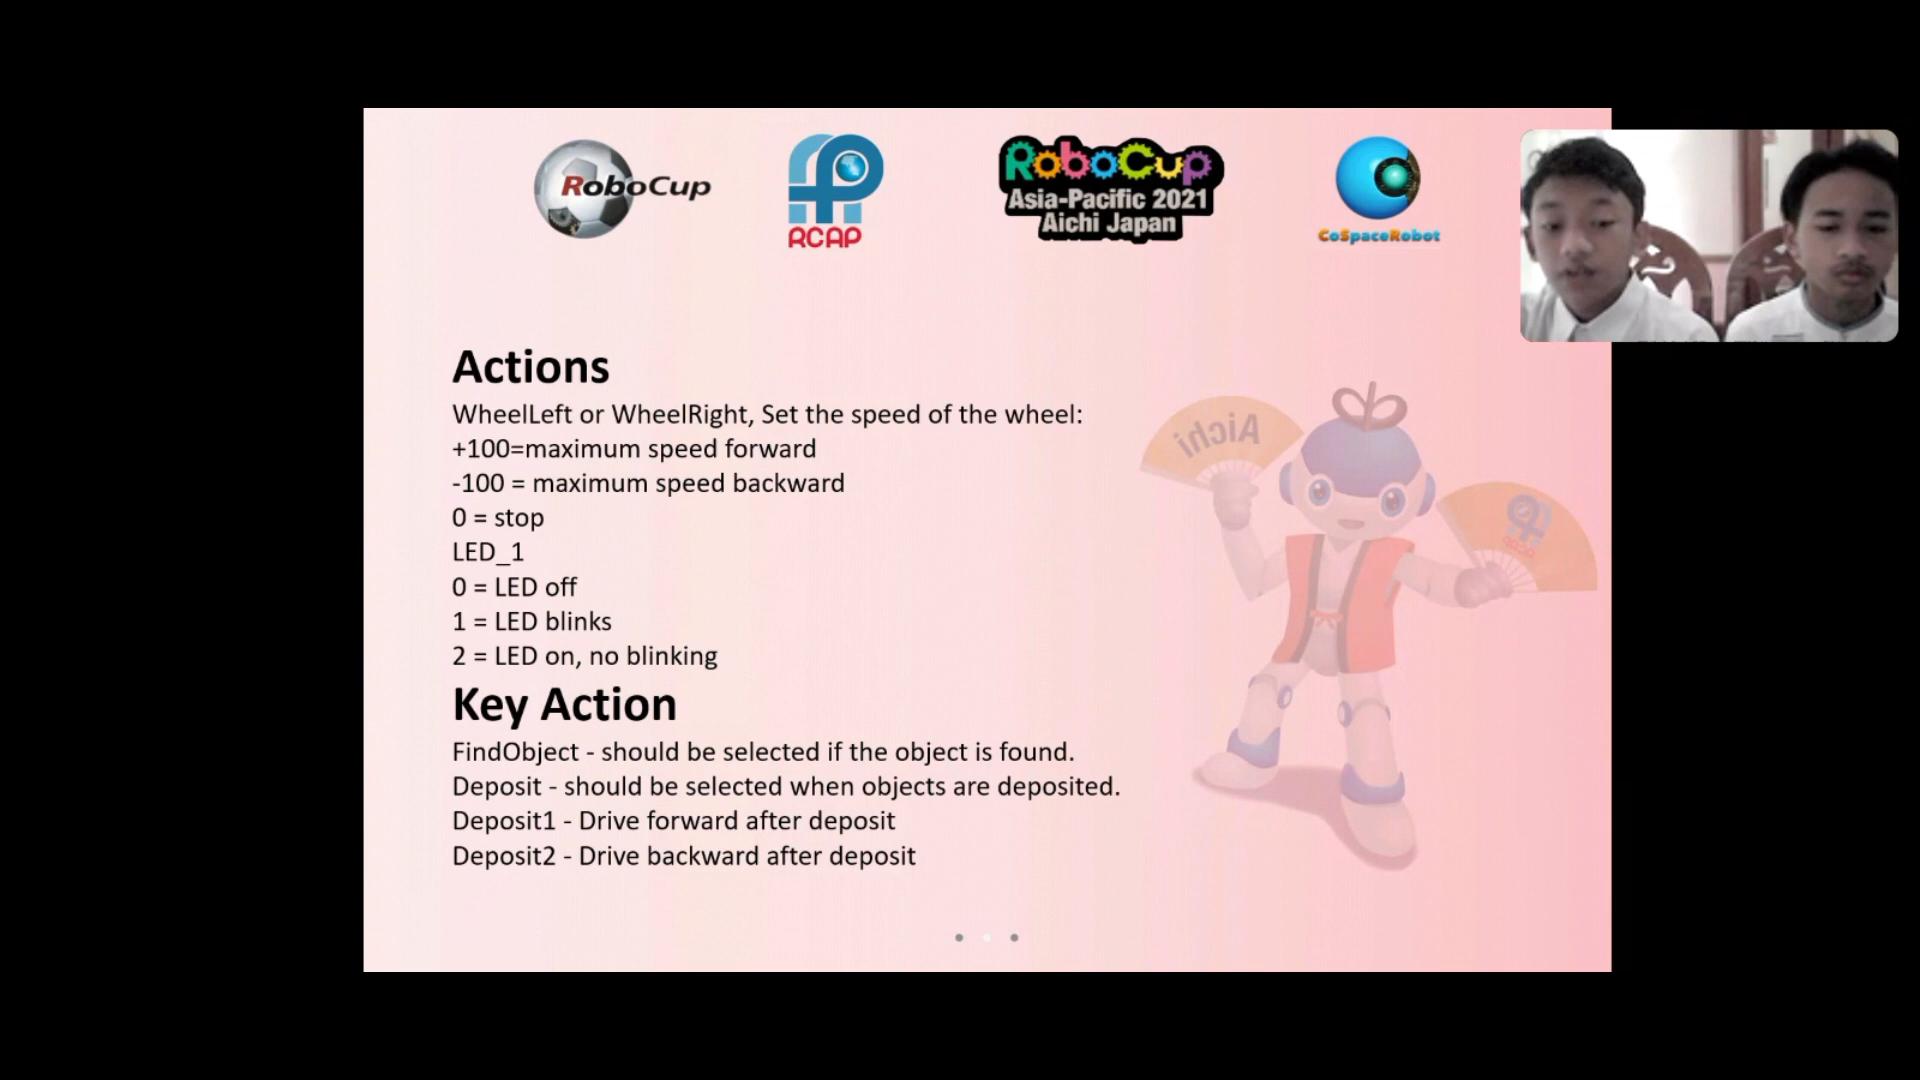 RoboCup
RCAP
RoboCup
Asia-Pacific 2021
Aichi Japan
CoSpaceRobot
Actions
WheelLeft or WheelRight, Set the speed of the wheel:
+100=maximum speed forward
-100 = maximum speed backward
0 = stop
LED_1
0 = LED off
1 = LED blinks
2 = LED on, no blinking
Key Action
FindObject - should be selected if the object is found.
Deposit - should be selected when objects are deposited.
Deposit1 - Drive forward after deposit
Deposit2 - Drive backward after deposit
Aichi
RCAP